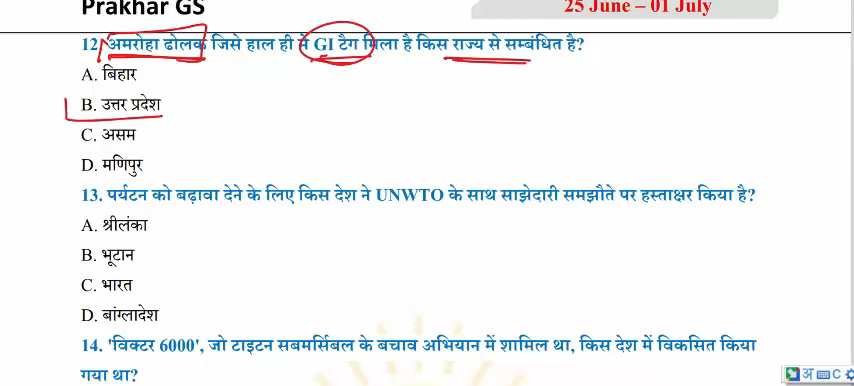 Prakhar GS
25 June – 01 July
12. अमरोहा ढोलक जिसे हाल ही में GI टैग मिला है किस राज्य से सम्बंधित है?
A. बिहार
B. उत्तर प्रदेश
C. असम
D. मणिपुर
13. पर्यटन को बढ़ावा देने के लिए किस देश ने UNWTO के साथ साझेदारी समझौते पर हस्ताक्षर किया है?
A. श्रीलंका
B. भूटान
C. भारत
D. बांग्लादेश
14. 'विक्टर 6000', जो टाइटन सबमर्सिबल के बचाव अभियान में शामिल था, किस देश में विकसित किया
गया था?
अ
C